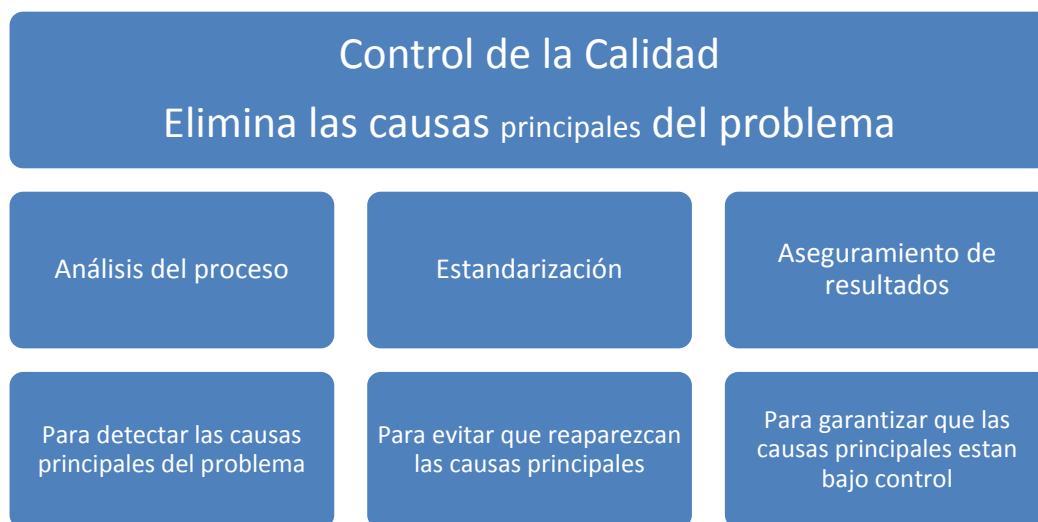 Control de la Calidad
Elimina las causas principales del problema
Análisis del proceso
Estandarización
Aseguramiento de
resultados
Para detectar las causas
principales del problema
Para evitar que reaparezcan
las causas principales
Para garantizar que las
causas principales estan
bajo control